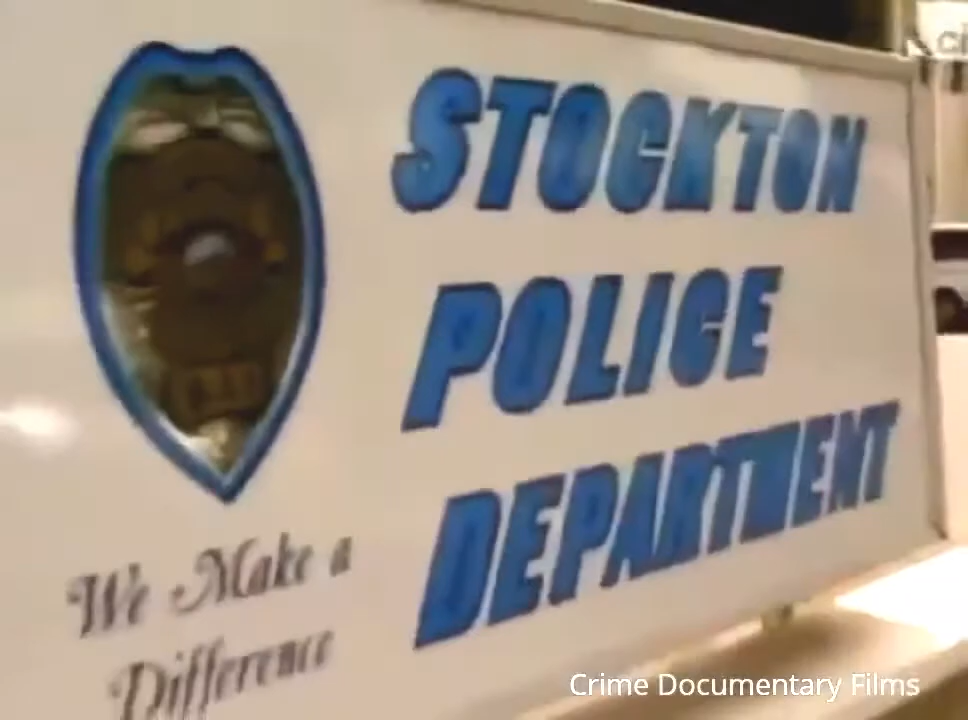 STOCKTON
POLICE
DEPARTMENT
We Make a
Difference
Crime Documentary Films